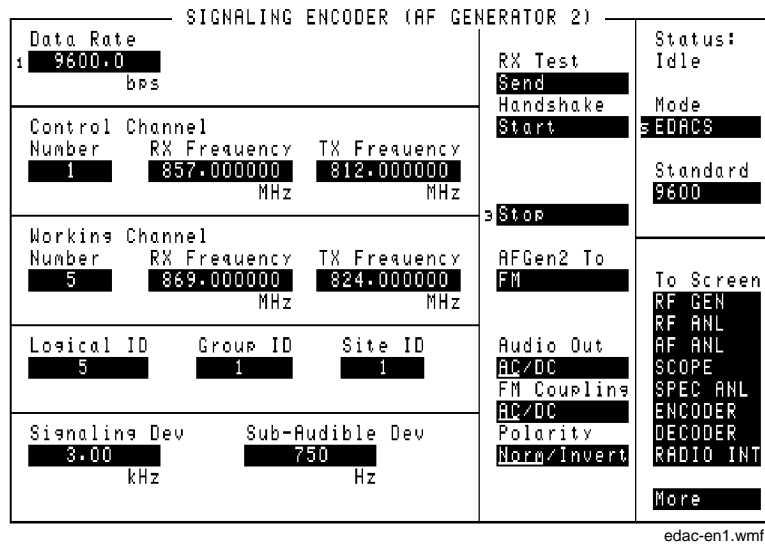 SIGNALING ENCODER (AF GENERATOR 2)
Data Rate
1 9600.0
bps
Control Channel
Number RX Frequency TX Frequency
1 857.000000 812.000000
MHz MHz
Working Channel
Number RX Frequency TX Frequency
5 869.000000 824.000000
MHz MHz
Logical ID Group ID Site ID
5 1 1
Signaling Dev Sub-Audible Dev
3.00 750
kHz Hz
RX Test
Send
Handshake
Start
Stop
AFGen2 To
FM
Audio Out
AC/DC
FM Coupling
AC/DC
Polarity
Norm/Invert
Status:
Idle
Mode
EDACS
Standard
9600
To Screen
RF GEN
RF ANL
AF ANL
SCOPE
SPEC ANL
ENCODER
DECODER
RADIO INT
More
edac-en1.wmf